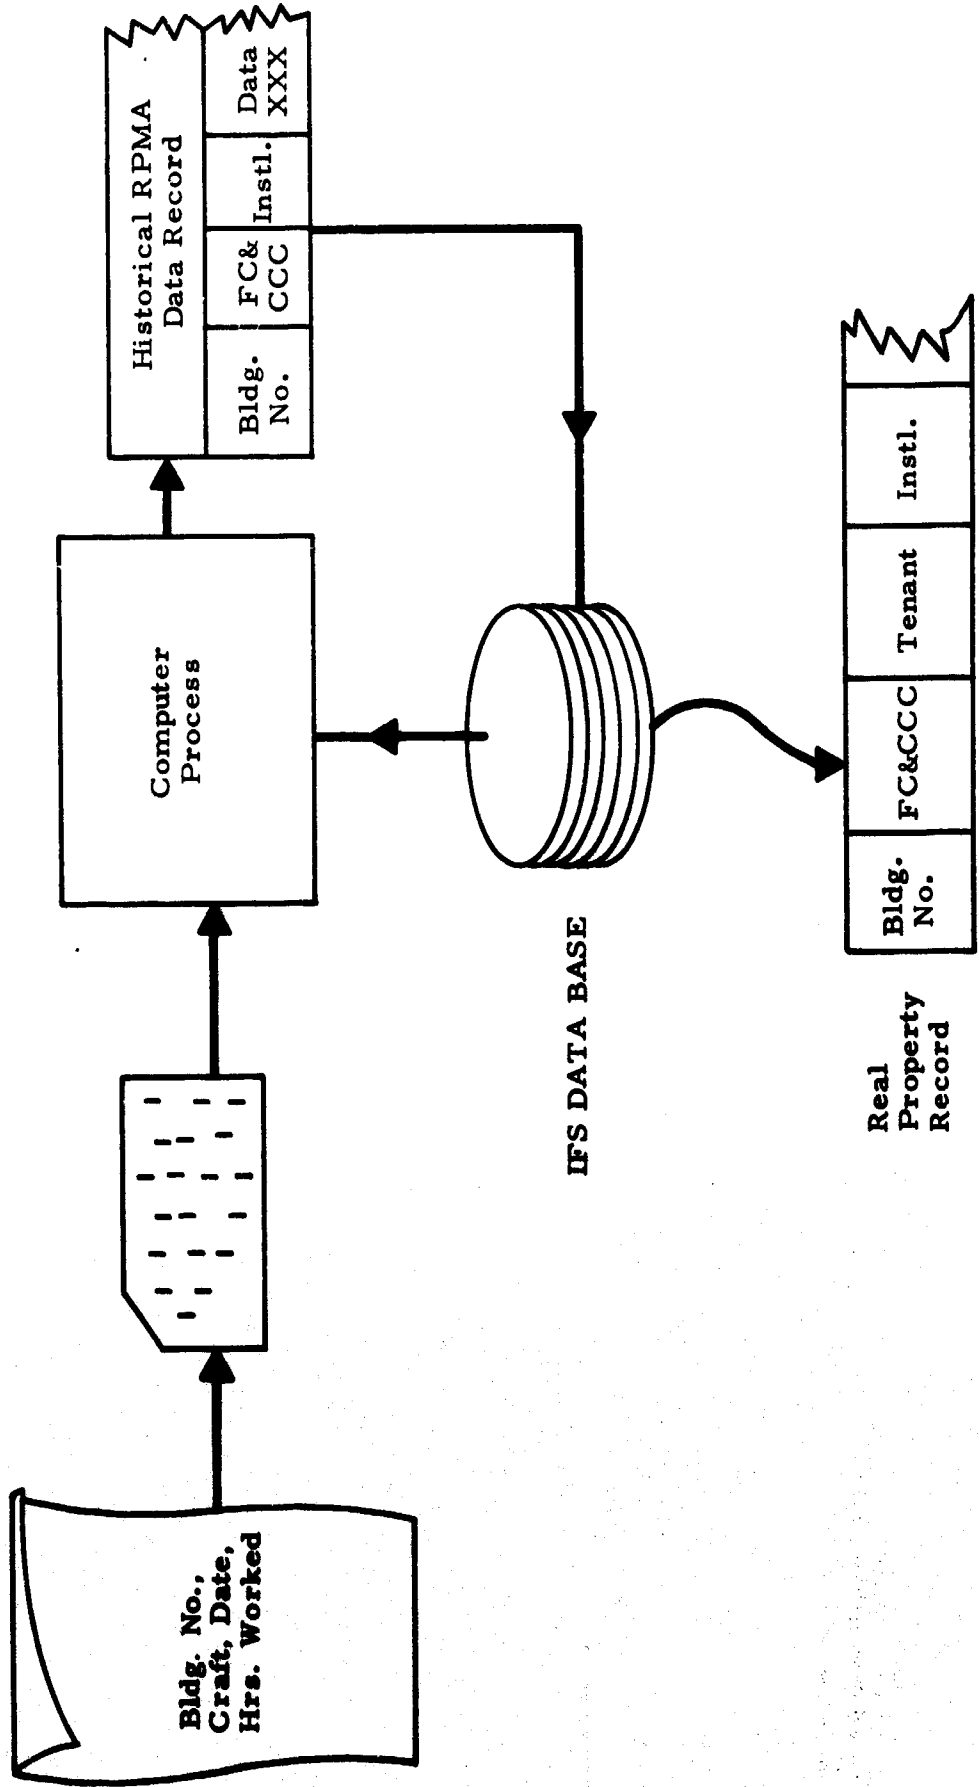 Bldg. No.,
Craft, Date,
Hrs. Worked
Computer
Process
Historical RPMA
Data Record
Bldg.
No.
FC&
CCC
Instl.
Data
XXX
IFS DATA BASE
Real
Property
Record
Bldg.
No.
FC&CCC
Tenant
Instl.